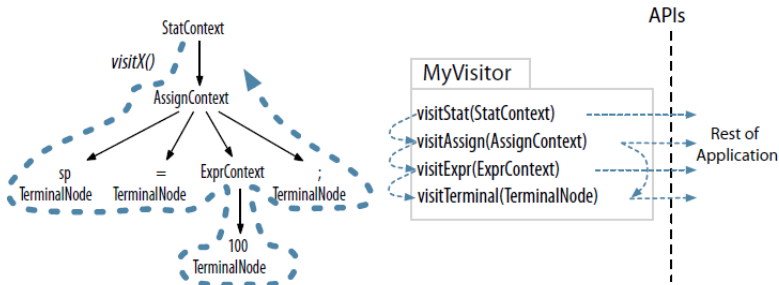 StatContext
visitX()
AssignContext
sp
TerminalNode
=
TerminalNode
ExprContext
;
TerminalNode
100
TerminalNode
MyVisitor
visitStat(StatContext)
visitAssign(AssignContext)
visitExpr(ExprContext)
visitTerminal(TerminalNode)
APIs
Rest of
Application